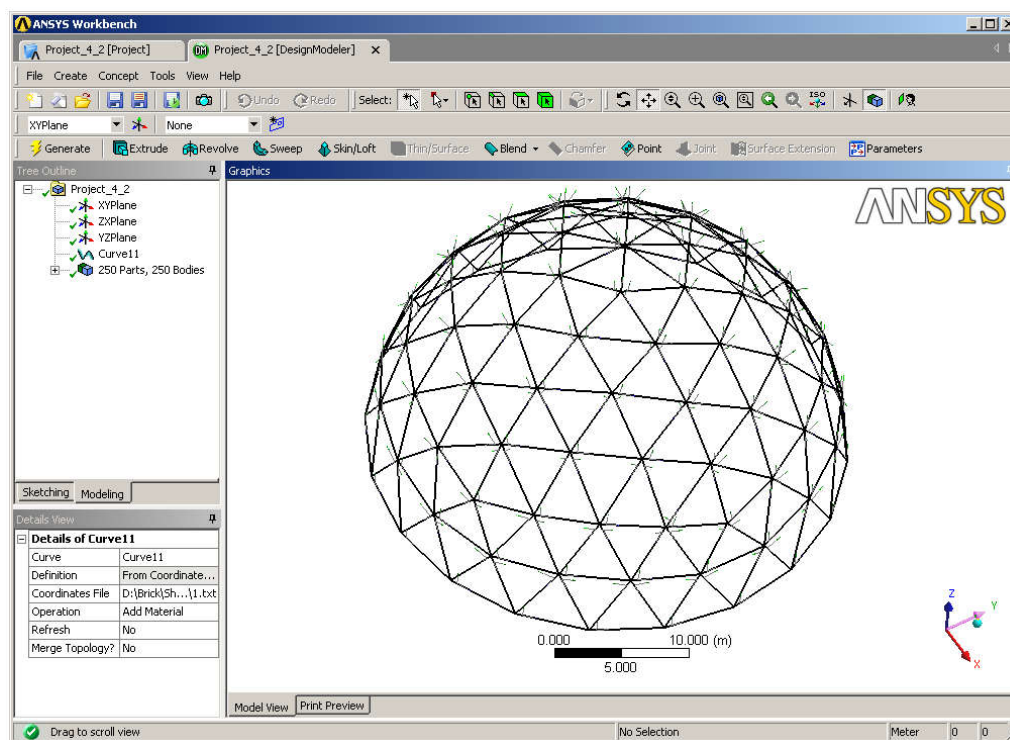 ANSYS Workbench
Project_4_2 [Project] Project_4_2 [DesignModeler]
File Create Concept Tools View Help
Undo Redo Select: ISO
XYPlane None
Generate Extrude Revolve Sweep Skin/Loft Thin/Surface Blend Chamfer Point Joint Surface Extension Parameters
Tree Outline Graphics
Project_4_2
XYPlane
ZXPlane
YZPlane
Curve11
250 Parts, 250 Bodies
ANSYS
Sketching Modeling
Details View
Details of Curve11
Curve Curve11
Definition From Coordinate...
Coordinates File D:\Brick\Sh...\1.txt
Operation Add Material
Refresh No
Merge Topology? No
0.000 10.000 (m)
5.000
Z
Y
X
Model View Print Preview
Drag to scroll view No Selection Meter 0 0